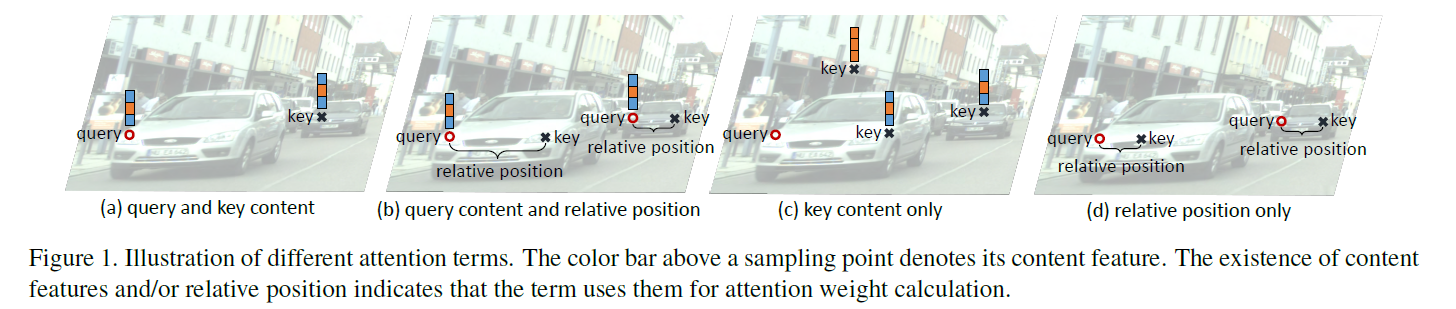 query
key
(a) query and key content
query
key
relative position
query
key
relative position
(b) query content and relative position
key
query
key
key
(c) key content only
query
key
relative position
query
key
relative position
(d) relative position only
Figure 1. Illustration of different attention terms. The color bar above a sampling point denotes its content feature. The existence of content
features and/or relative position indicates that the term uses them for attention weight calculation.